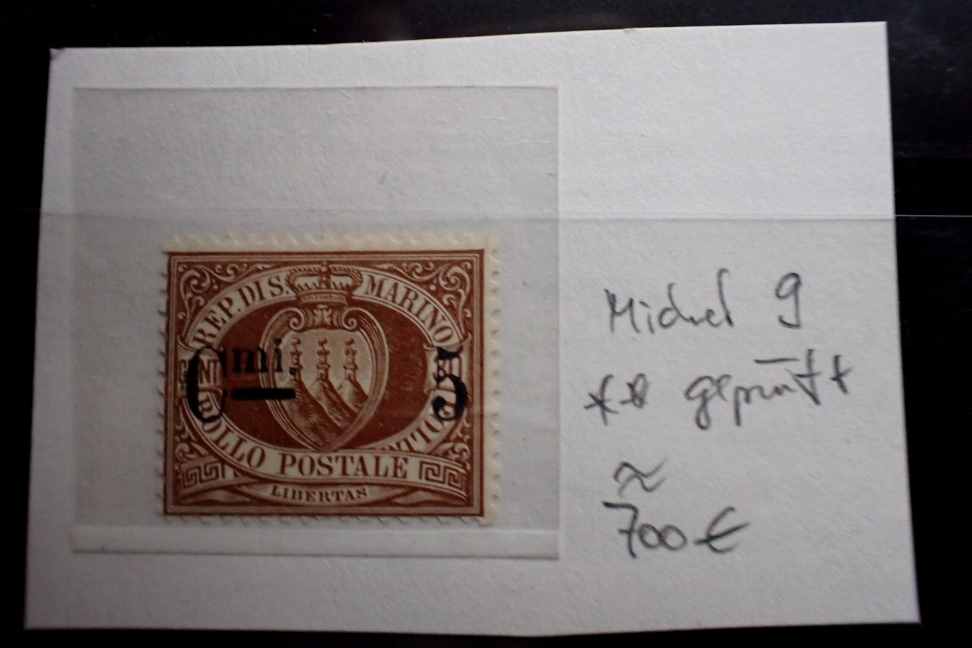 REP. DI S. MARINO
Cmi. 5
BOLLO POSTALE
LIBERTAS
Michel 9
** geprüft
≈
700 €